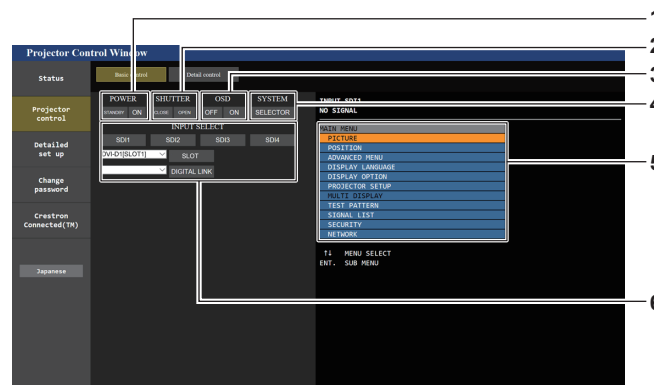 Projector Control Window
1
2
3
4
5
6
Status
Projector
control
Detailed
set up
Change
password
Crestron
Connected(TM)
Japanese
Basic control
Detail control
POWER SHUTTER OSD SYSTEM
STANDBY ON CLOSE OPEN OFF ON SELECTOR
INPUT SELECT
SDI1 SDI2 SDI3 SDI4
DVI-D1[SLOT1] SLOT
DIGITAL LINK
INPUT SDI1
NO SIGNAL
MAIN MENU
PICTURE
POSITION
ADVANCED MENU
DISPLAY LANGUAGE
DISPLAY OPTION
PROJECTOR SETUP
MULTI DISPLAY
TEST PATTERN
SIGNAL LIST
SECURITY
NETWORK
↑↓ MENU SELECT
ENT. SUB MENU